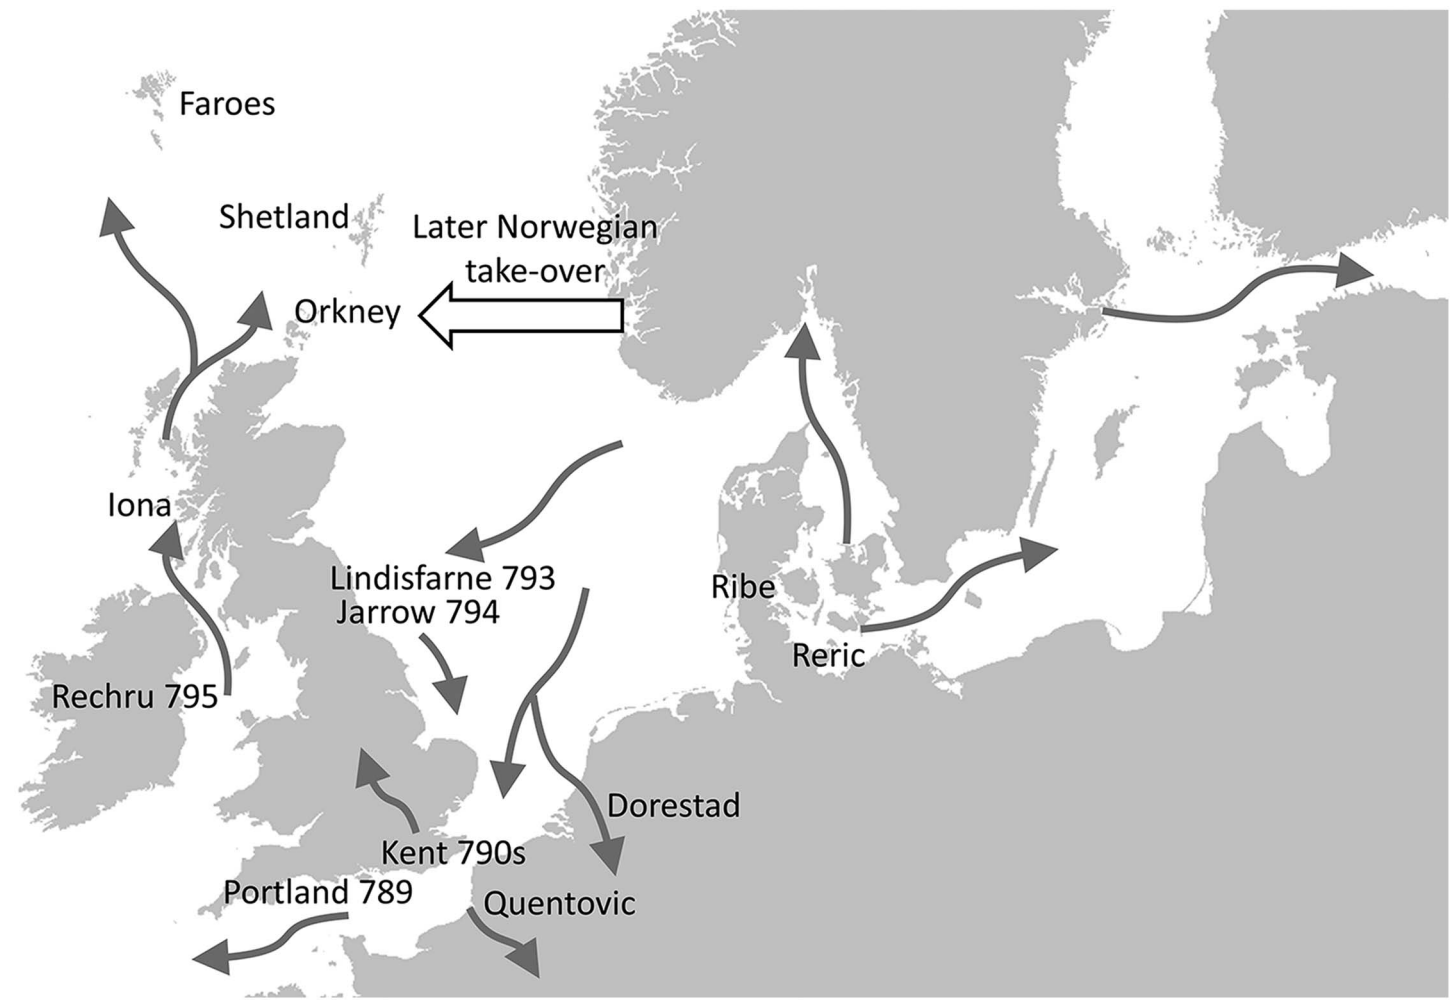 Faroes
Shetland
Later Norwegian
take-over
Orkney
Iona
Lindisfarne 793
Jarrow 794
Ribe
Reric
Rechru 795
Dorestad
Kent 790s
Portland 789
Quentovic